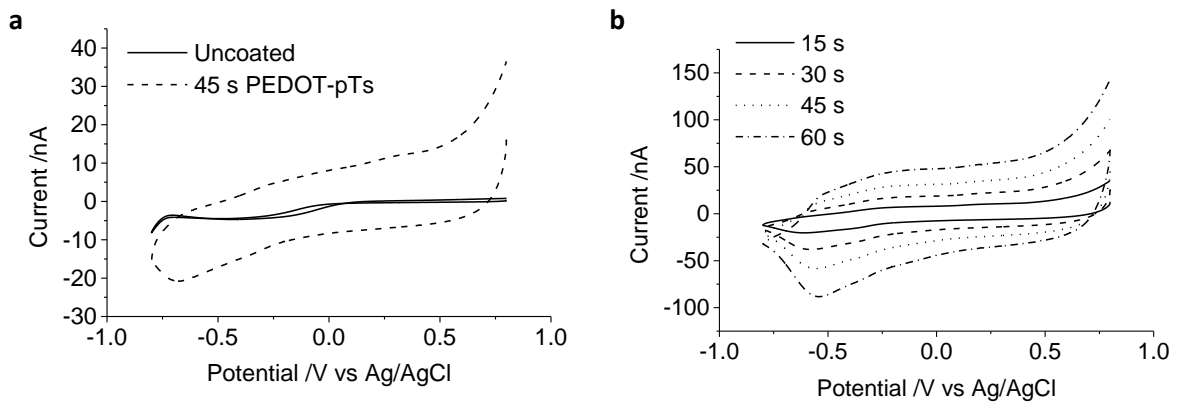 a
Uncoated
45 s PEDOT-pTs
40
30
20
10
0
-10
-20
-30
Current /nA
-1.0 -0.5 0.0 0.5 1.0
Potential /V vs Ag/AgCl
b
15 s
30 s
45 s
60 s
150
100
50
0
-50
-100
Current /nA
-1.0 -0.5 0.0 0.5 1.0
Potential /V vs Ag/AgCl